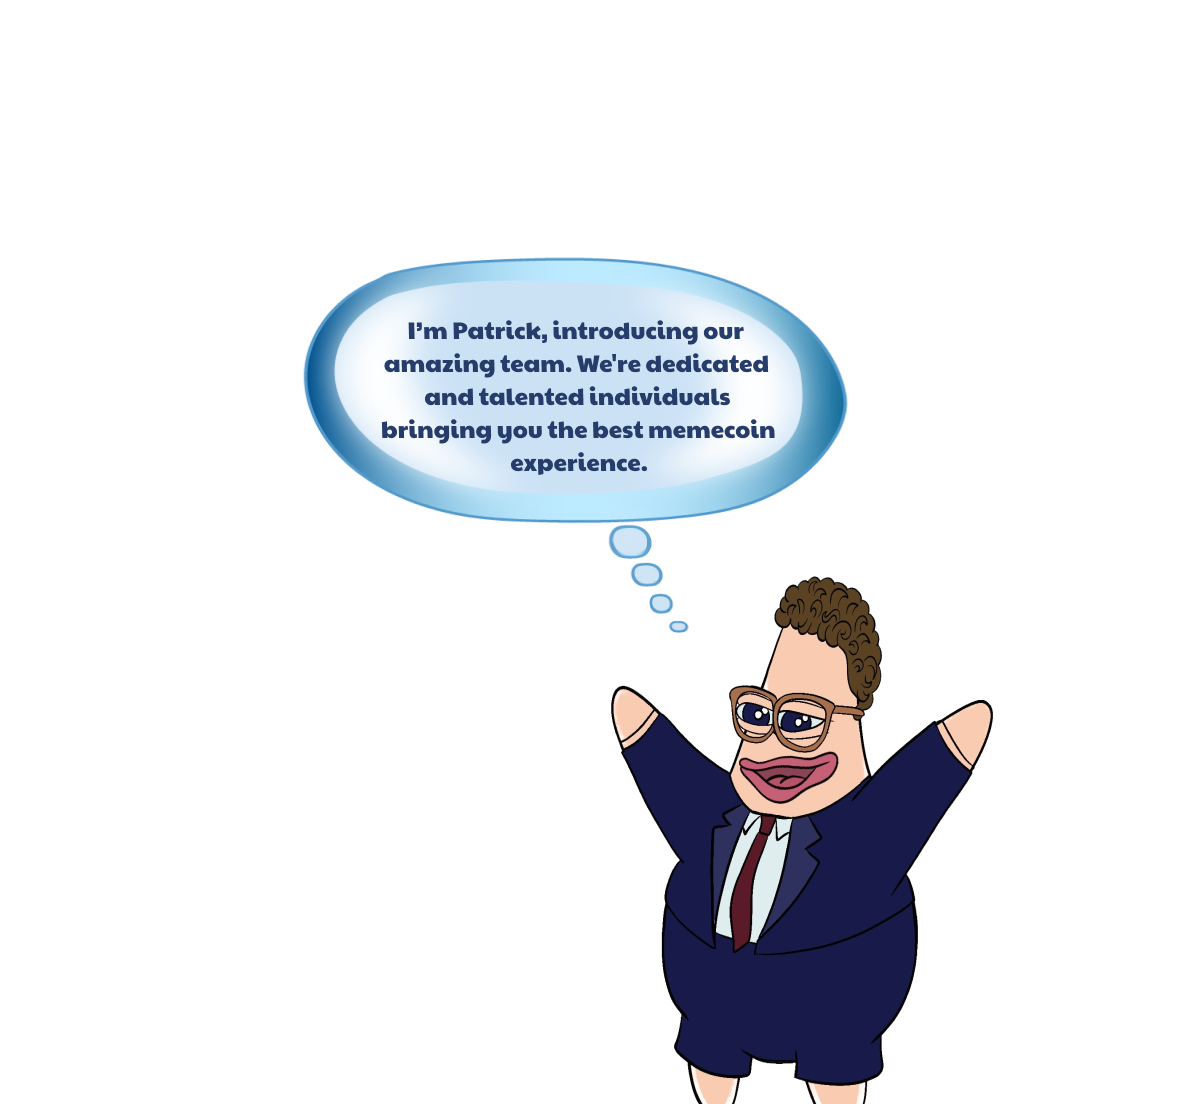 I’m Patrick, introducing our
amazing team. We're dedicated
and talented individuals
bringing you the best memecoin
experience.